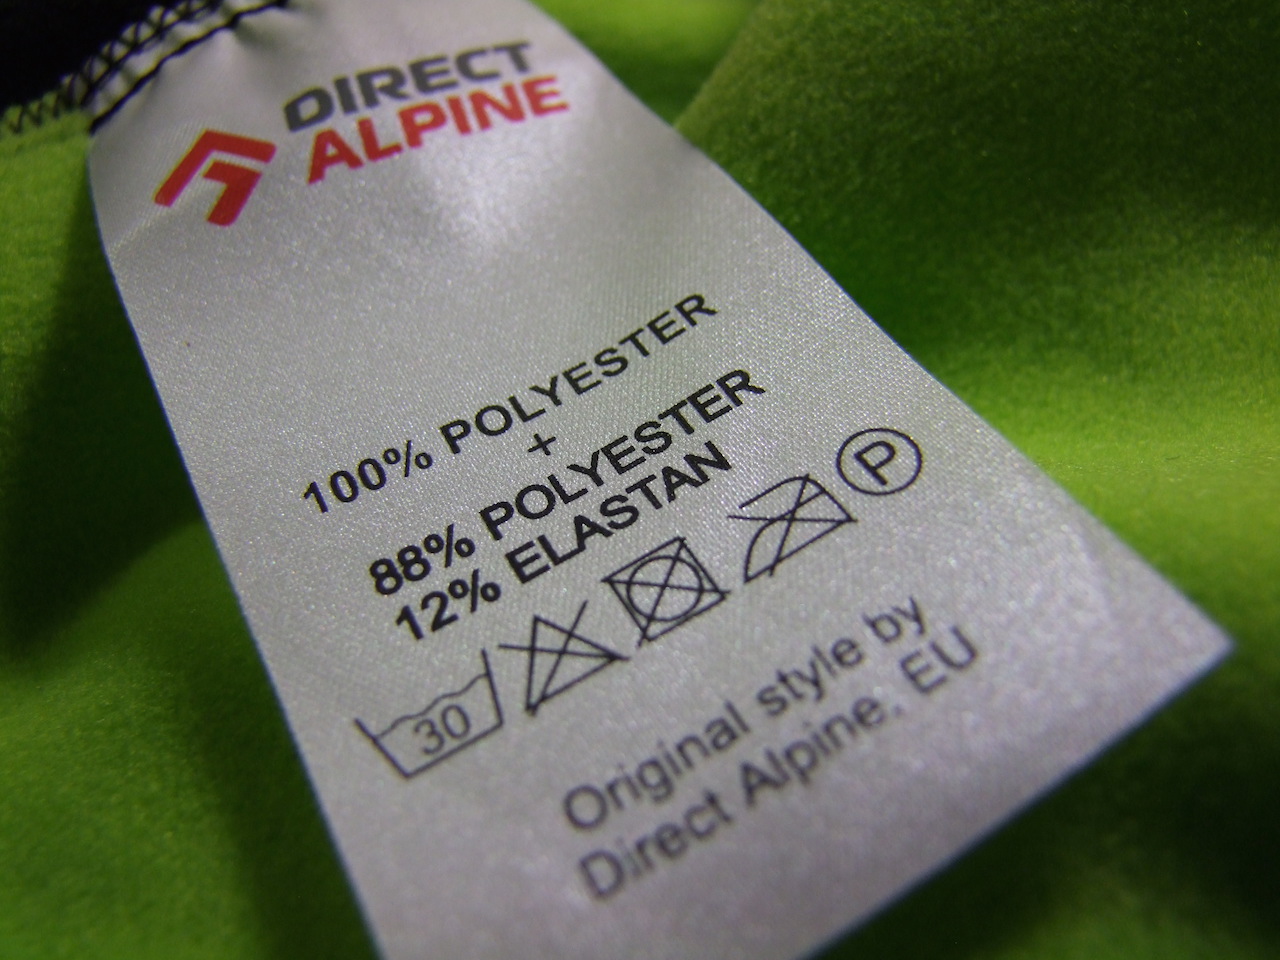 DIRECT
ALPINE
100% POLYESTER
+
88% POLYESTER
12% ELASTAN
30 P
Original style by
Direct Alpine. EU